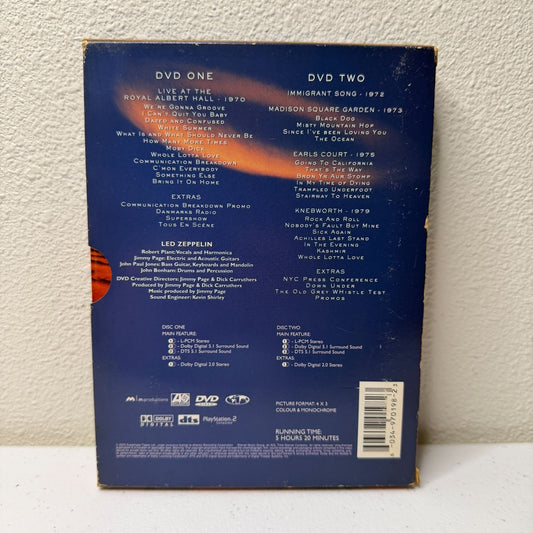 DVD ONE
LIVE AT THE
ROYAL ALBERT HALL - 1970
WE'RE GONNA GROOVE
I CAN'T QUIT YOU BABY
DAZED AND CONFUSED
WHITE SUMMER
WHAT IS AND WHAT SHOULD NEVER BE
HOW MANY MORE TIMES
MOBY DICK
WHOLE LOTTA LOVE
COMMUNICATION BREAKDOWN
C'MON EVERYBODY
SOMETHING ELSE
BRING IT ON HOME
EXTRAS
COMMUNICATION BREAKDOWN PROMO
DANMARKS RADIO
SUPERSHOW
TOUS EN SCÈNE
LED ZEPPELIN
Robert Plant: Vocals and Harmonica
Jimmy Page: Electric and Acoustic Guitars
John Paul Jones: Bass Guitar, Keyboards and Mandolin
John Bonham: Drums and Percussion
DVD Creative Directors: Jimmy Page & Dick Carruthers
Produced by Jimmy Page & Dick Carruthers
Music produced by Jimmy Page
Sound Engineer: Kevin Shirley
DISC ONE
MAIN FEATURE:
- L-PCM Stereo
- Dolby Digital 5.1 Surround Sound
- DTS 5.1 Surround Sound
EXTRAS:
- Dolby Digital 2.0 Stereo
DVD TWO
IMMIGRANT SONG - 1972
MADISON SQUARE GARDEN - 1973
BLACK DOG
MISTY MOUNTAIN HOP
SINCE I'VE BEEN LOVING YOU
THE OCEAN
EARLS COURT - 1975
GOING TO CALIFORNIA
THAT'S THE WAY
BRON YR AUR STOMP
IN MY TIME OF DYING
TRAMPLED UNDERFOOT
STAIRWAY TO HEAVEN
KNEBWORTH - 1979
ROCK AND ROLL
NOBODY'S FAULT BUT MINE
SICK AGAIN
ACHILLES LAST STAND
IN THE EVENING
KASHMIR
WHOLE LOTTA LOVE
EXTRAS
NYC PRESS CONFERENCE
DOWN UNDER
THE OLD GREY WHISTLE TEST
PROMOS
DISC TWO
MAIN FEATURE:
- L-PCM Stereo
- Dolby Digital 5.1 Surround Sound
- DTS 5.1 Surround Sound
EXTRAS:
- Dolby Digital 2.0 Stereo
DVD
DOLBY
DIGITAL
dts
PlayStation.2
PICTURE FORMAT: 4 X 3
COLOUR & MONOCHROME
RUNNING TIME:
5 HOURS 20 MINUTES
6 034-970198-2